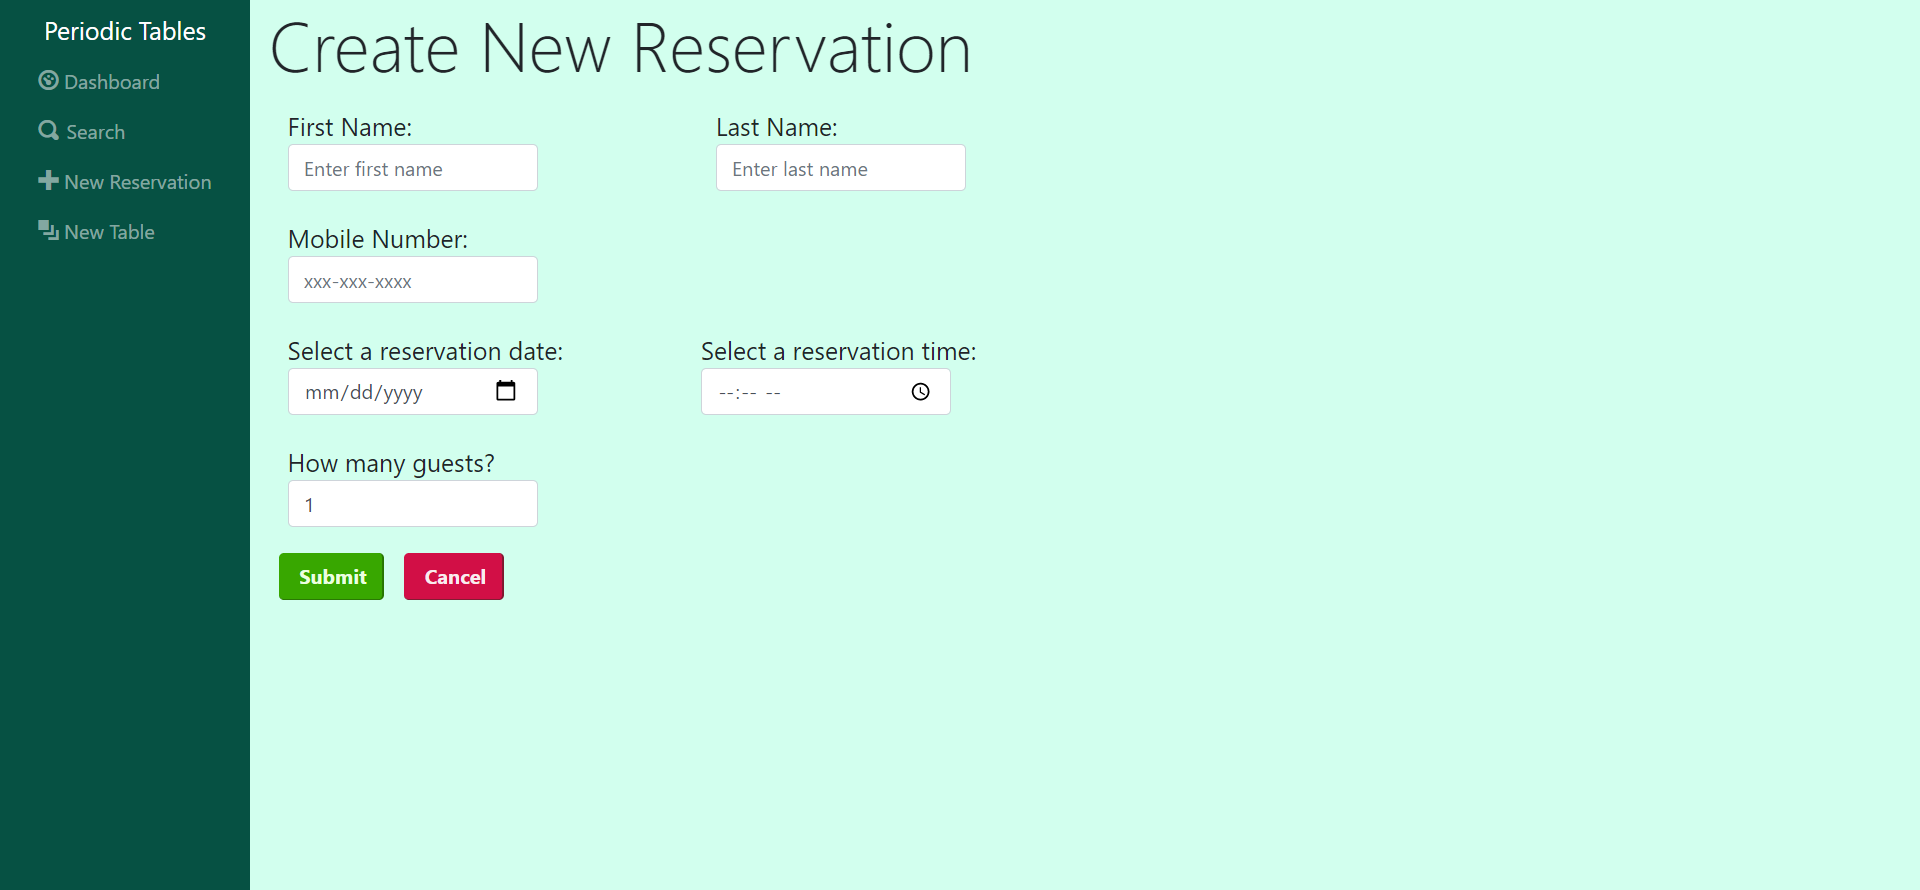 Periodic Tables
Dashboard
Search
New Reservation
New Table
Create New Reservation
First Name:
Last Name:
Enter first name
Enter last name
Mobile Number:
xxx-xxx-xxxx
Select a reservation date:
Select a reservation time:
mm/dd/yyyy
--:-- --
How many guests?
1
Submit
Cancel